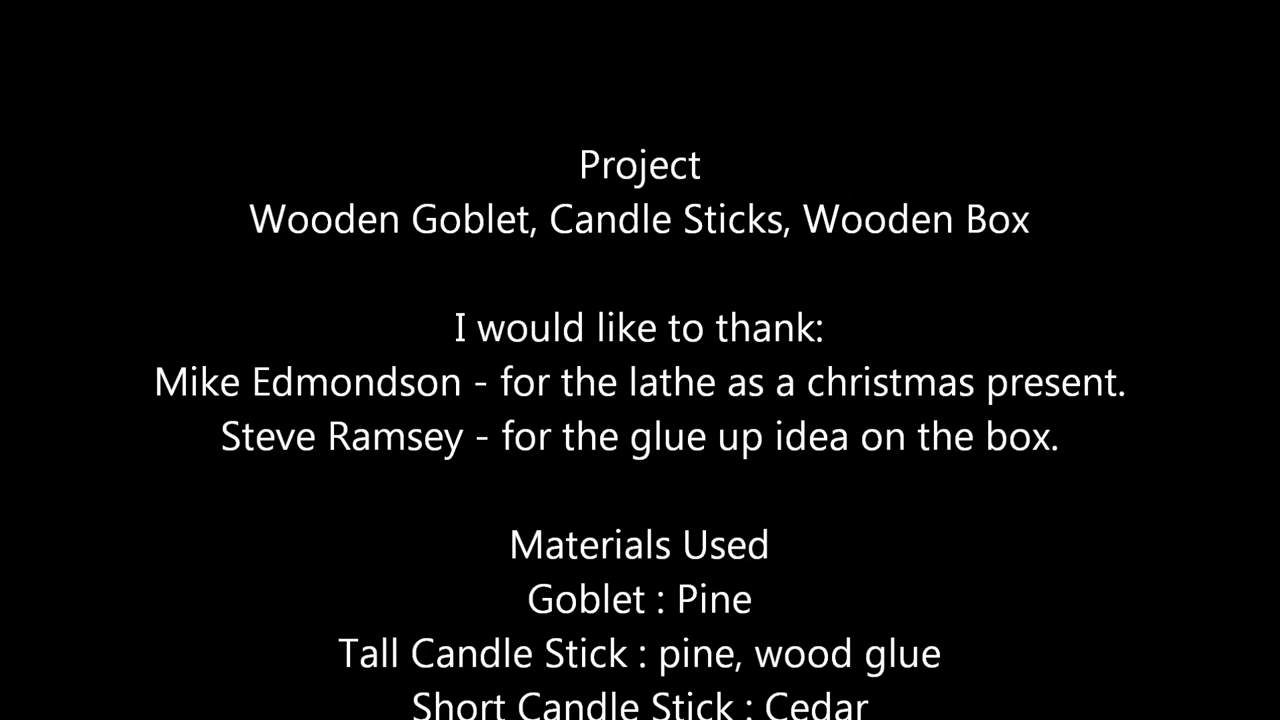 Project
Wooden Goblet, Candle Sticks, Wooden Box
I would like to thank:
Mike Edmondson - for the lathe as a christmas present.
Steve Ramsey - for the glue up idea on the box.
Materials Used
Goblet : Pine
Tall Candle Stick : pine, wood glue
Short Candle Stick : Cedar